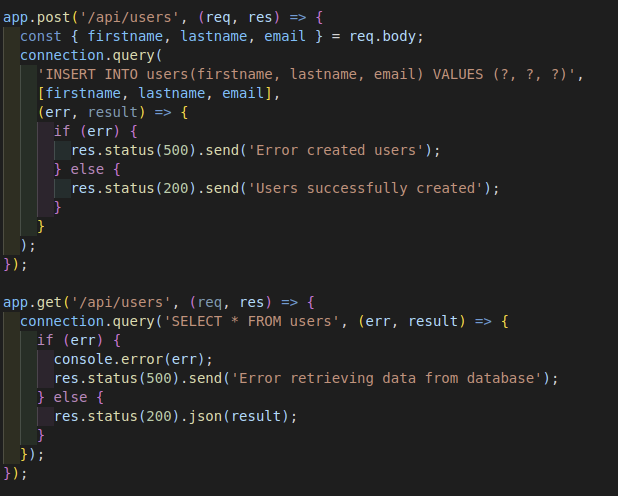 app.post('/api/users', (req, res) => {
  const { firstname, lastname, email } = req.body;
  connection.query(
    'INSERT INTO users(firstname, lastname, email) VALUES (?, ?, ?)',
    [firstname, lastname, email],
    (err, result) => {
      if (err) {
        res.status(500).send('Error created users');
      } else {
        res.status(200).send('Users successfully created');
      }
    }
  );
});

app.get('/api/users', (req, res) => {
  connection.query('SELECT * FROM users', (err, result) => {
    if (err) {
      console.error(err);
      res.status(500).send('Error retrieving data from database');
    } else {
      res.status(200).json(result);
    }
  });
});